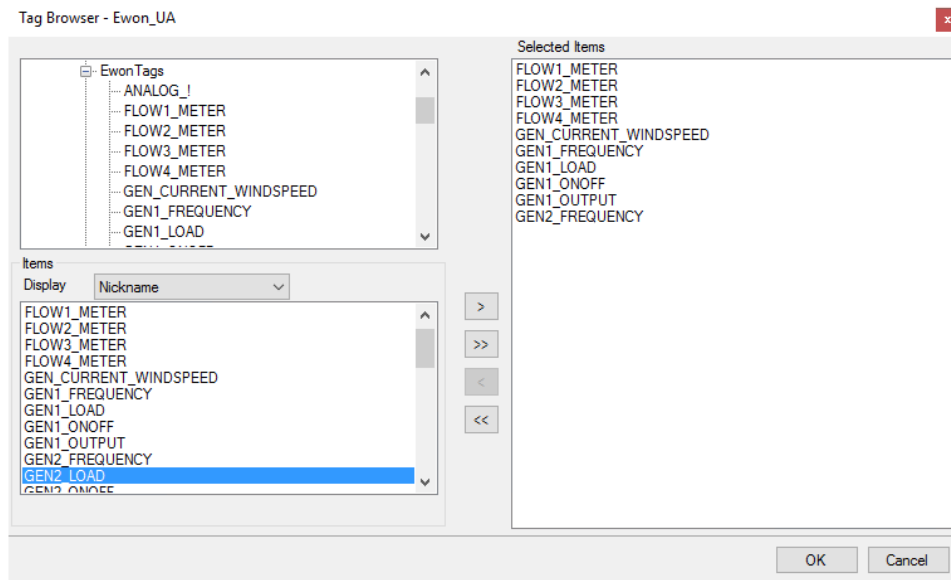 Tag Browser - Ewon_UA
x
EwonTags
ANALOG_!
FLOW1_METER
FLOW2_METER
FLOW3_METER
FLOW4_METER
GEN_CURRENT_WINDSPEED
GEN1_FREQUENCY
GEN1_LOAD
Items
Display
Nickname
FLOW1_METER
FLOW2_METER
FLOW3_METER
FLOW4_METER
GEN_CURRENT_WINDSPEED
GEN1_FREQUENCY
GEN1_LOAD
GEN1_ONOFF
GEN1_OUTPUT
GEN2_FREQUENCY
GEN2_LOAD
GEN2_ONOFF
>
>>
<
<<
Selected Items
FLOW1_METER
FLOW2_METER
FLOW3_METER
FLOW4_METER
GEN_CURRENT_WINDSPEED
GEN1_FREQUENCY
GEN1_LOAD
GEN1_ONOFF
GEN1_OUTPUT
GEN2_FREQUENCY
OK
Cancel